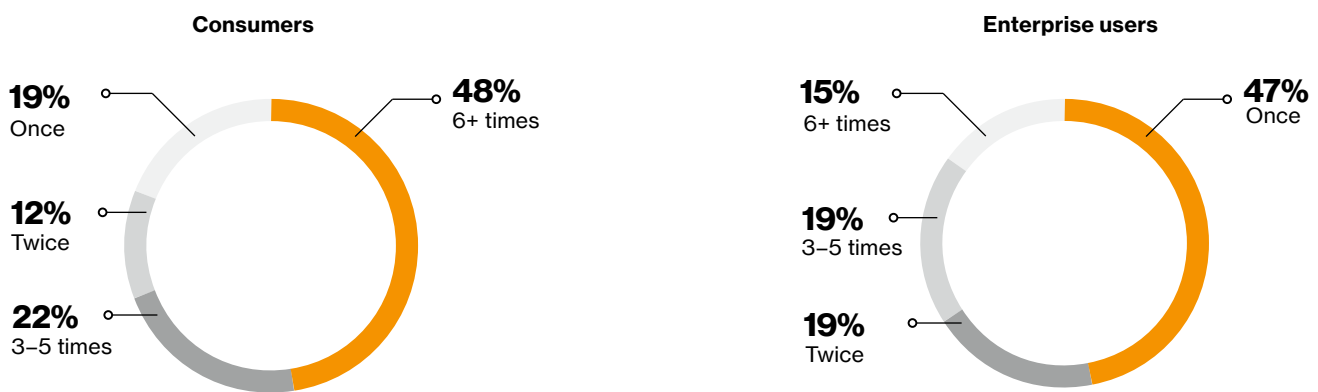 Consumers
19%
Once
48%
6+ times
12%
Twice
22%
3–5 times
Enterprise users
15%
6+ times
47%
Once
19%
3–5 times
19%
Twice